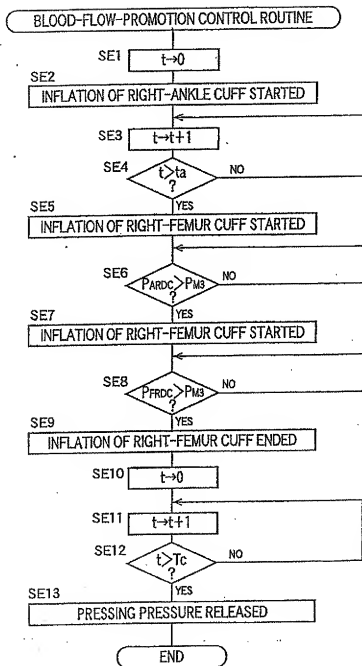 BLOOD-FLOW-PROMOTION CONTROL ROUTINE
SE1
t→0
SE2
INFLATION OF RIGHT-ANKLE CUFF STARTED
SE3
t→t+1
SE4
t>ta
?
NO
YES
SE5
INFLATION OF RIGHT-FEMUR CUFF STARTED
SE6
PARDC>PM3
?
NO
YES
SE7
INFLATION OF RIGHT-FEMUR CUFF STARTED
SE8
PFRDC>PM3
?
NO
YES
SE9
INFLATION OF RIGHT-FEMUR CUFF ENDED
SE10
t→0
SE11
t→t+1
SE12
t>Tc
?
NO
YES
SE13
PRESSING PRESSURE RELEASED
END